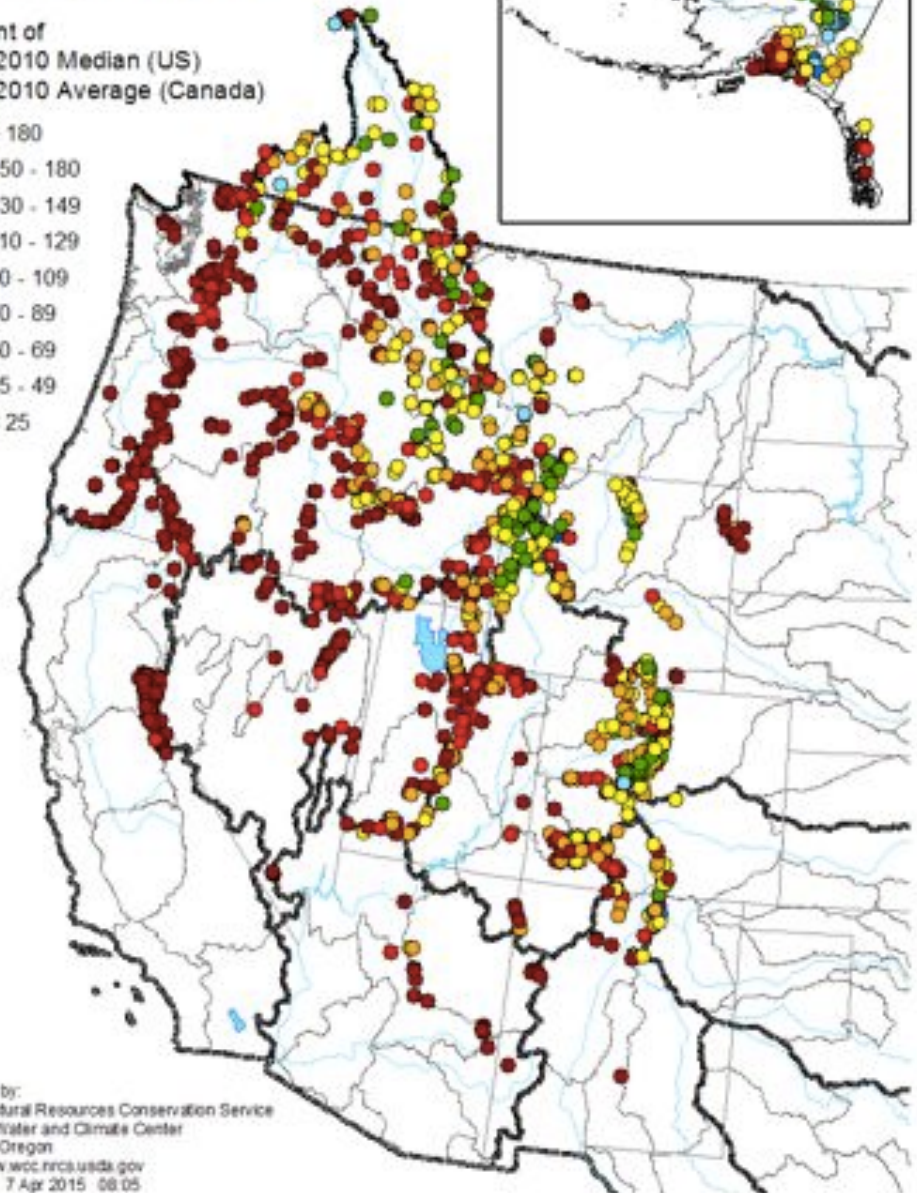 nt of
2010 Median (US)
2010 Average (Canada)
180
50 - 180
30 - 149
10 - 129
0 - 109
0 - 89
0 - 69
5 - 49
25
by:
tural Resources Conservation Service
Water and Climate Center
Oregon
w.wcc.nrcs.usda.gov
7 Apr 2015 08:05